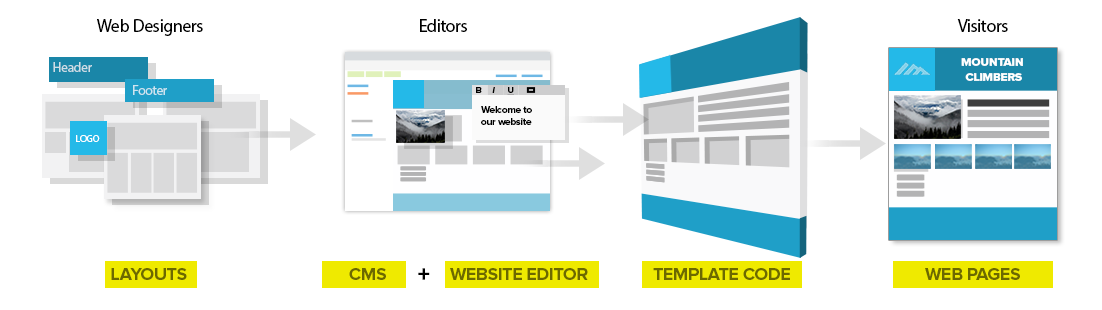 Web Designers
Editors
Visitors
Header
Footer
LOGO
B I U
Welcome to
our website
MOUNTAIN
CLIMBERS
LAYOUTS
CMS + WEBSITE EDITOR
TEMPLATE CODE
WEB PAGES